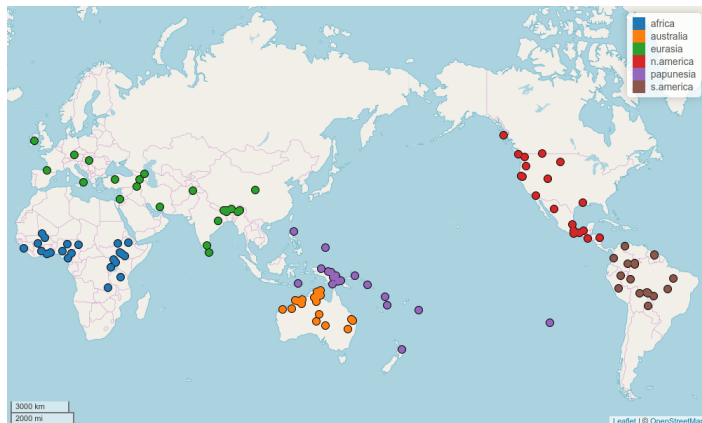 africa
australia
eurasia
n.america
papunesia
s.america
3000 km
2000 mi
Leaflet | © OpenStreetMap